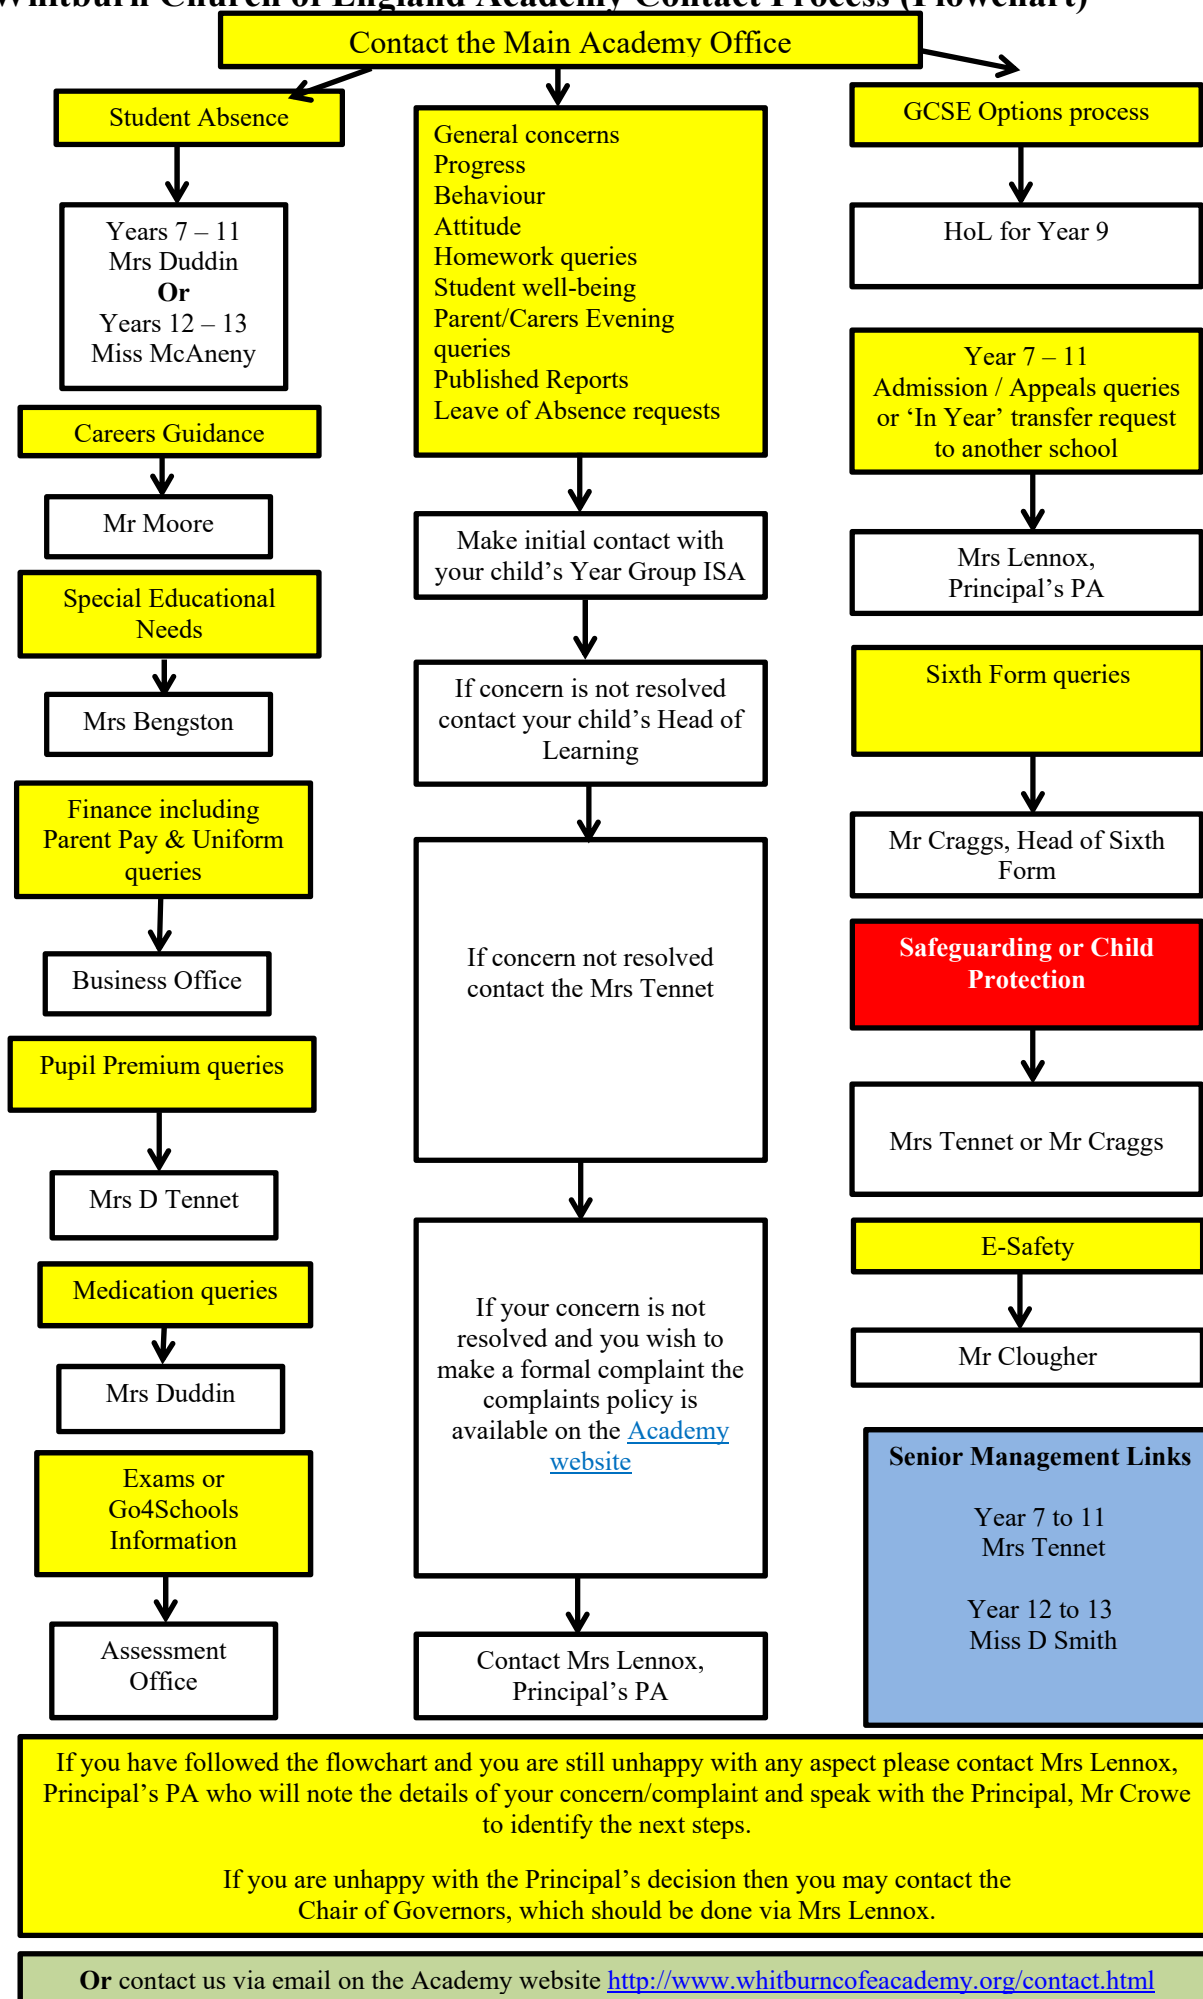 Whitburn Church of England Academy Contact Process (Flowchart)
Contact the Main Academy Office
Student Absence
Years 7 – 11
Mrs Duddin
Or
Years 12 – 13
Miss McAneny
Careers Guidance
Mr Moore
Special Educational
Needs
Mrs Bengston
Finance including
Parent Pay & Uniform
queries
Business Office
Pupil Premium queries
Mrs D Tennet
Medication queries
Mrs Duddin
Exams or
Go4Schools
Information
Assessment
Office
General concerns
Progress
Behaviour
Attitude
Homework queries
Student well-being
Parent/Carers Evening
queries
Published Reports
Leave of Absence requests
Make initial contact with
your child’s Year Group ISA
If concern is not resolved
contact your child’s Head of
Learning
If concern not resolved
contact the Mrs Tennet
If your concern is not
resolved and you wish to
make a formal complaint the
complaints policy is
available on the Academy
website
Contact Mrs Lennox,
Principal’s PA
GCSE Options process
HoL for Year 9
Year 7 – 11
Admission / Appeals queries
or ‘In Year’ transfer request
to another school
Mrs Lennox,
Principal’s PA
Sixth Form queries
Mr Craggs, Head of Sixth
Form
Safeguarding or Child
Protection
Mrs Tennet or Mr Craggs
E-Safety
Mr Clougher
Senior Management Links
Year 7 to 11
Mrs Tennet
Year 12 to 13
Miss D Smith
If you have followed the flowchart and you are still unhappy with any aspect please contact Mrs Lennox,
Principal’s PA who will note the details of your concern/complaint and speak with the Principal, Mr Crowe
to identify the next steps.
If you are unhappy with the Principal’s decision then you may contact the
Chair of Governors, which should be done via Mrs Lennox.
Or contact us via email on the Academy website http://www.whitburncofeacademy.org/contact.html